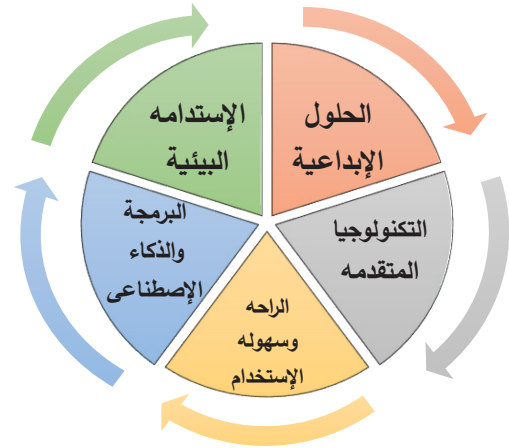 الحلول
الإبداعية
التكنولوجيا
المتقدمه
الراحه
وسهوله
الإستخدام
البرمجة
والذكاء
الإصطناعى
الإستدامه
البيئية